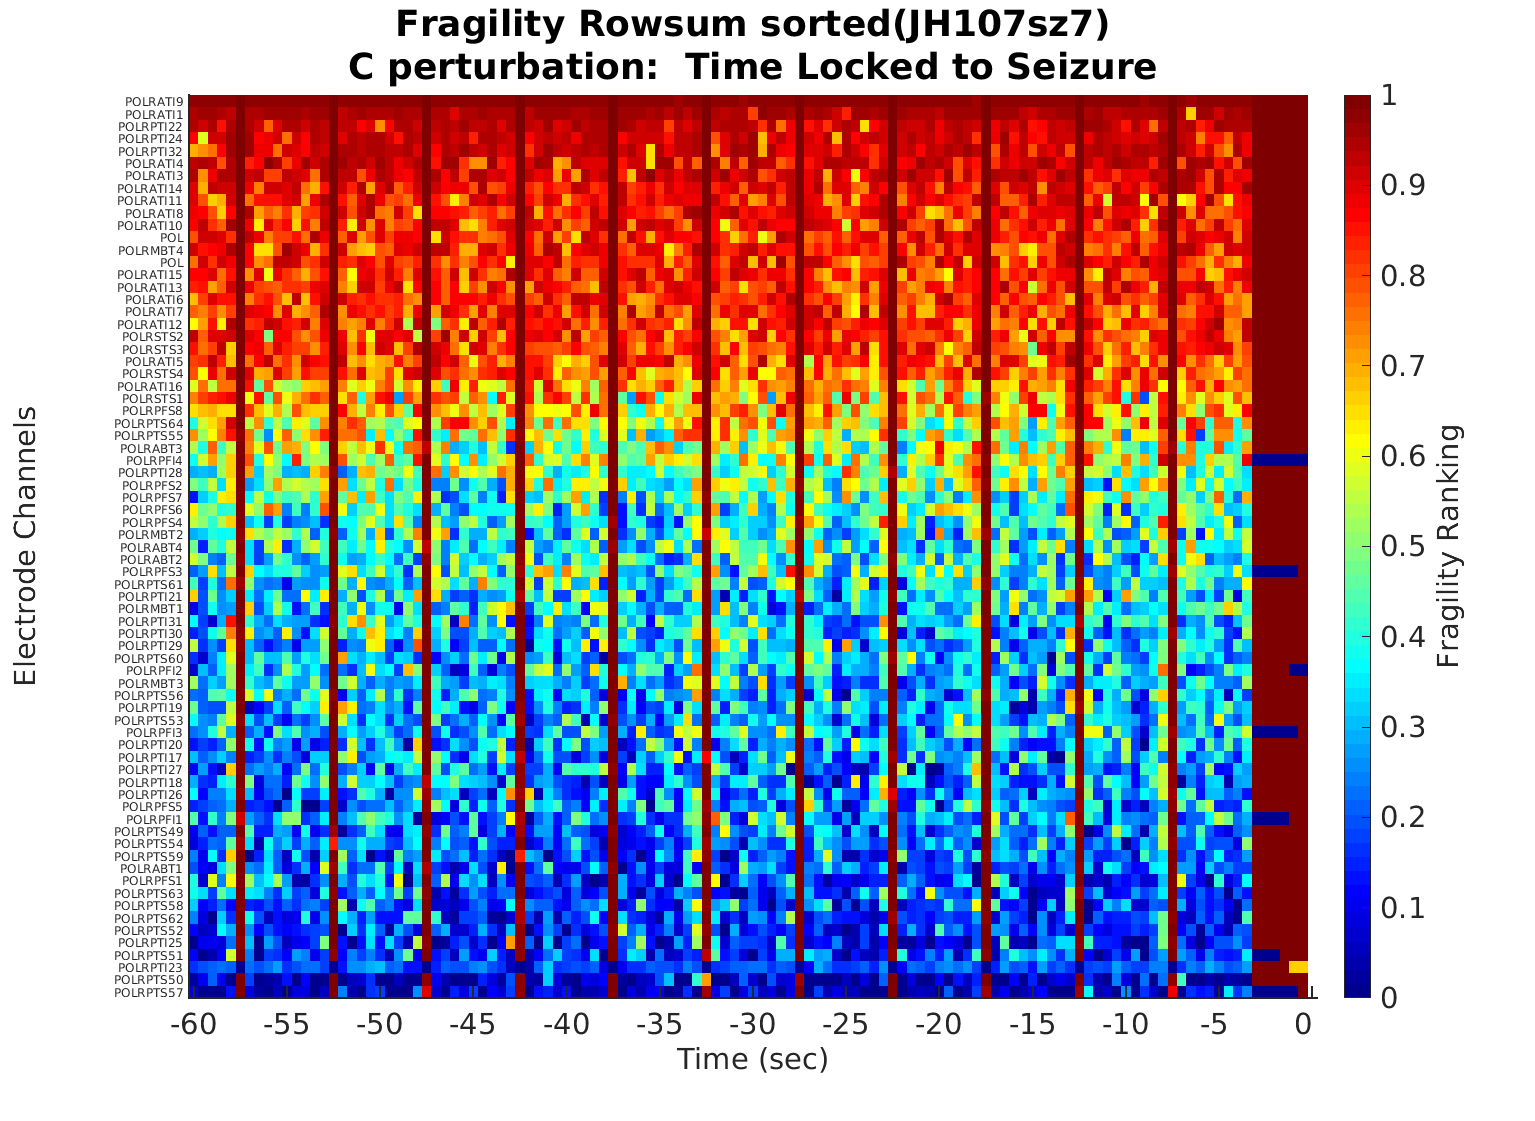 Fragility Rowsum sorted(JH107sz7)
C perturbation:  Time Locked to Seizure
Electrode Channels
POLRATI9
POLRATI1
POLRPTI22
POLRPTI24
POLRPTI32
POLRATI4
POLRATI3
POLRATI14
POLRATI11
POLRATI8
POLRATI10
POL
POLRMBT4
POL
POLRATI15
POLRATI13
POLRATI6
POLRATI7
POLRATI12
POLRSTS2
POLRSTS3
POLRATI5
POLRSTS4
POLRATI16
POLRSTS1
POLRPFS8
POLRPTS64
POLRPTS55
POLRABT3
POLRPFI4
POLRPTI28
POLRPFS2
POLRPFS7
POLRPFS6
POLRPFS4
POLRMBT2
POLRABT4
POLRABT2
POLRPFS3
POLRPTS61
POLRPTI21
POLRMBT1
POLRPTI31
POLRPTI30
POLRPTI29
POLRPTS60
POLRPFI2
POLRMBT3
POLRPTS56
POLRPTI19
POLRPTS53
POLRPFI3
POLRPTI20
POLRPTI17
POLRPTI27
POLRPTI18
POLRPTI26
POLRPFS5
POLRPFI1
POLRPTS49
POLRPTS54
POLRPTS59
POLRABT1
POLRPFS1
POLRPTS63
POLRPTS58
POLRPTS62
POLRPTS52
POLRPTI25
POLRPTS51
POLRPTI23
POLRPTS50
POLRPTS57
-60 -55 -50 -45 -40 -35 -30 -25 -20 -15 -10 -5 0
Time (sec)
1
0.9
0.8
0.7
0.6
0.5
0.4
0.3
0.2
0.1
0
Fragility Ranking